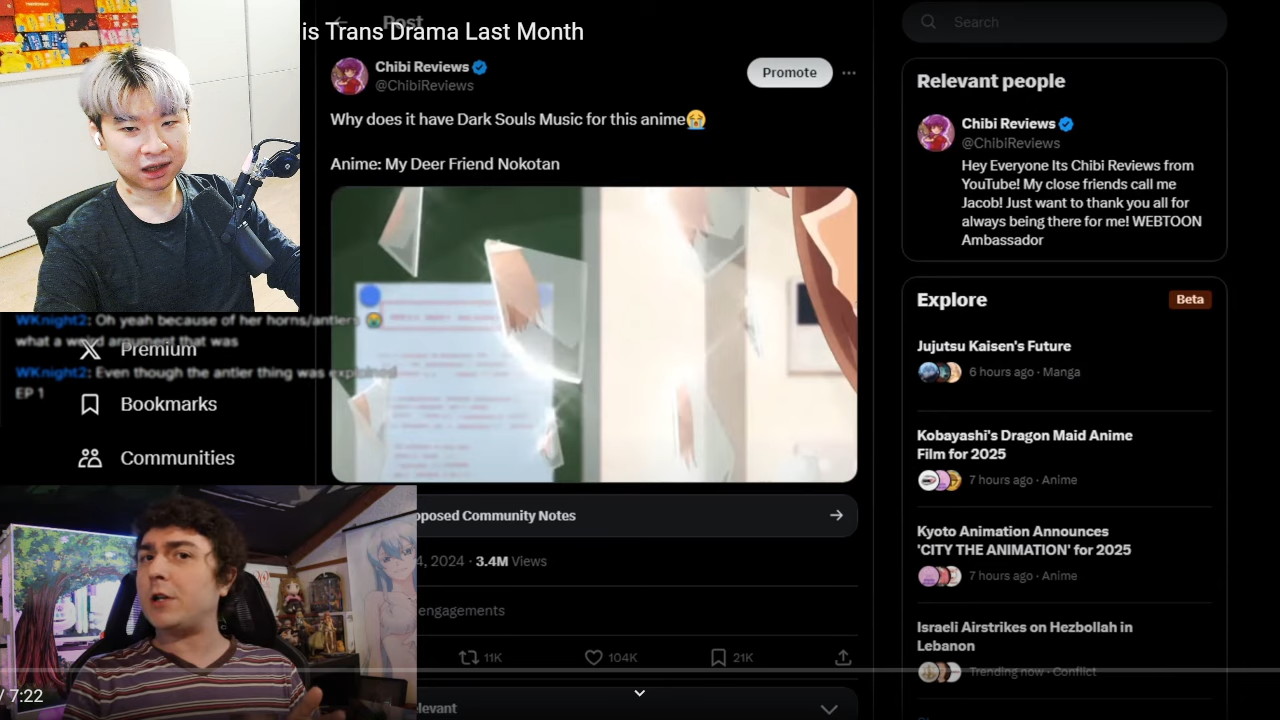 Post
is Trans Drama Last Month
Chibi Reviews
@ChibiReviews
Promote
Why does it have Dark Souls Music for this anime😭
Anime: My Deer Friend Nokotan
WKnight2: Oh yeah because of her horns/antlers
what a weird argument that was
WKnight2: Even though the antler thing was explained
EP 1
Premium
Bookmarks
Communities
oposed Community Notes
4, 2024 · 3.4M Views
engagements
11K
104K
21K
levant
/ 7:22
Search
Relevant people
Chibi Reviews
@ChibiReviews
Hey Everyone Its Chibi Reviews from
YouTube! My close friends call me
Jacob! Just want to thank you all for
always being there for me! WEBTOON
Ambassador
Explore
Beta
Jujutsu Kaisen's Future
6 hours ago · Manga
Kobayashi's Dragon Maid Anime
Film for 2025
7 hours ago · Anime
Kyoto Animation Announces
'CITY THE ANIMATION' for 2025
7 hours ago · Anime
Israeli Airstrikes on Hezbollah in
Lebanon
Trending now · Conflict